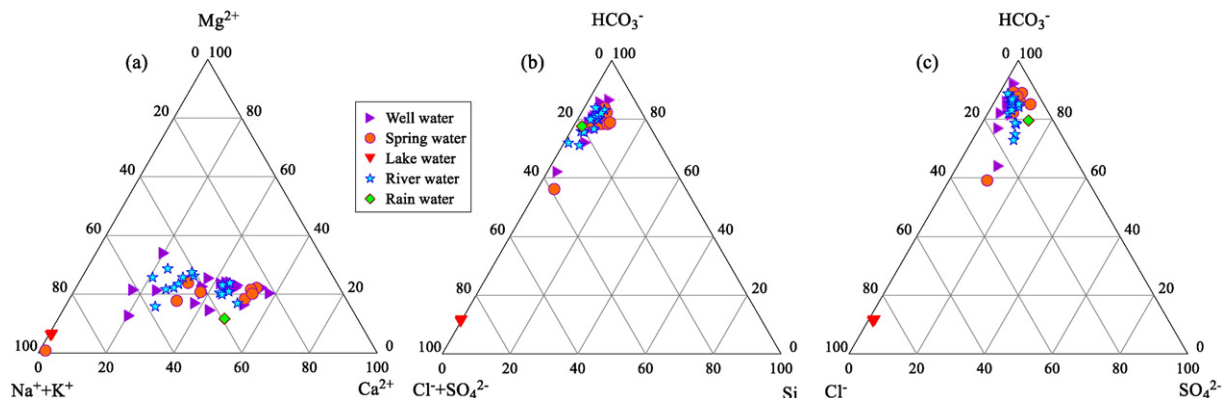 Mg²⁺
0 100
(a)
20 80
40 60
60 40
80 20
100 0
0 20 40 60 80 100
Na⁺+K⁺ Ca²⁺
Well water
Spring water
Lake water
River water
Rain water
HCO₃⁻
0 100
(b)
20 80
40 60
60 40
80 20
100 0
0 20 40 60 80 100
Cl⁻+SO₄²⁻ Si
HCO₃⁻
0 100
(c)
20 80
40 60
60 40
80 20
100 0
0 20 40 60 80 100
Cl⁻ SO₄²⁻